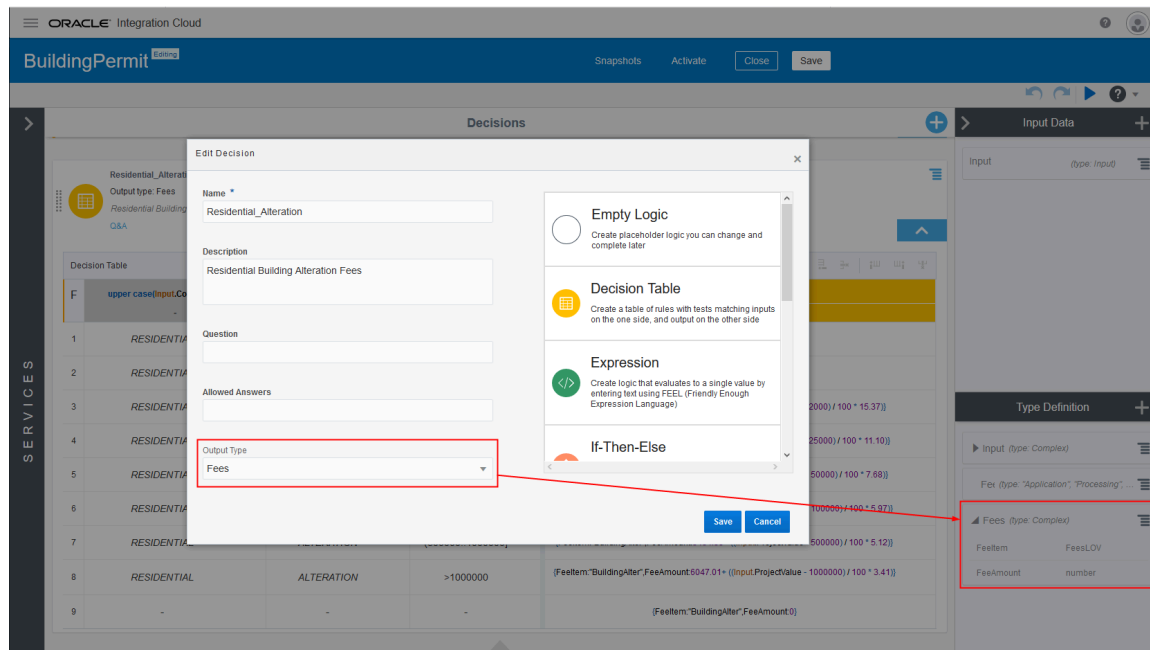 ORACLE Integration Cloud
BuildingPermit Editing
Snapshots Activate Close Save
Decisions
Input Data
Input (type: Input)
Residential_Alterati
Output type: Fees
Residential Building
Q&A
Decision Table
F upper case(Input.Co
-
1 RESIDENTIA
2 RESIDENTIA
3 RESIDENTIA 2000) / 100 * 15.37)}
4 RESIDENTIA 25000) / 100 * 11.10)}
5 RESIDENTIA 50000) / 100 * 7.68)}
6 RESIDENTIA 100000) / 100 * 5.97)}
7 RESIDENTIAL 500000) / 100 * 5.12)}
8 RESIDENTIAL ALTERATION >1000000 {FeeItem:"BuildingAlter",FeeAmount:6047.01+ ((Input.ProjectValue - 1000000) / 100 * 3.41)}
9 - - - {FeeItem:"BuildingAlter",FeeAmount:0}
SERVICES
Edit Decision
Name *
Residential_Alteration
Description
Residential Building Alteration Fees
Question
Allowed Answers
Output Type
Fees
Empty Logic
Create placeholder logic you can change and
complete later
Decision Table
Create a table of rules with tests matching inputs
on the one side, and output on the other side
Expression
Create logic that evaluates to a single value by
entering text using FEEL (Friendly Enough
Expression Language)
If-Then-Else
Save Cancel
Type Definition
Input (type: Complex)
Fe (type: "Application", "Processing", ...
Fees (type: Complex)
FeeItem FeesLOV
FeeAmount number